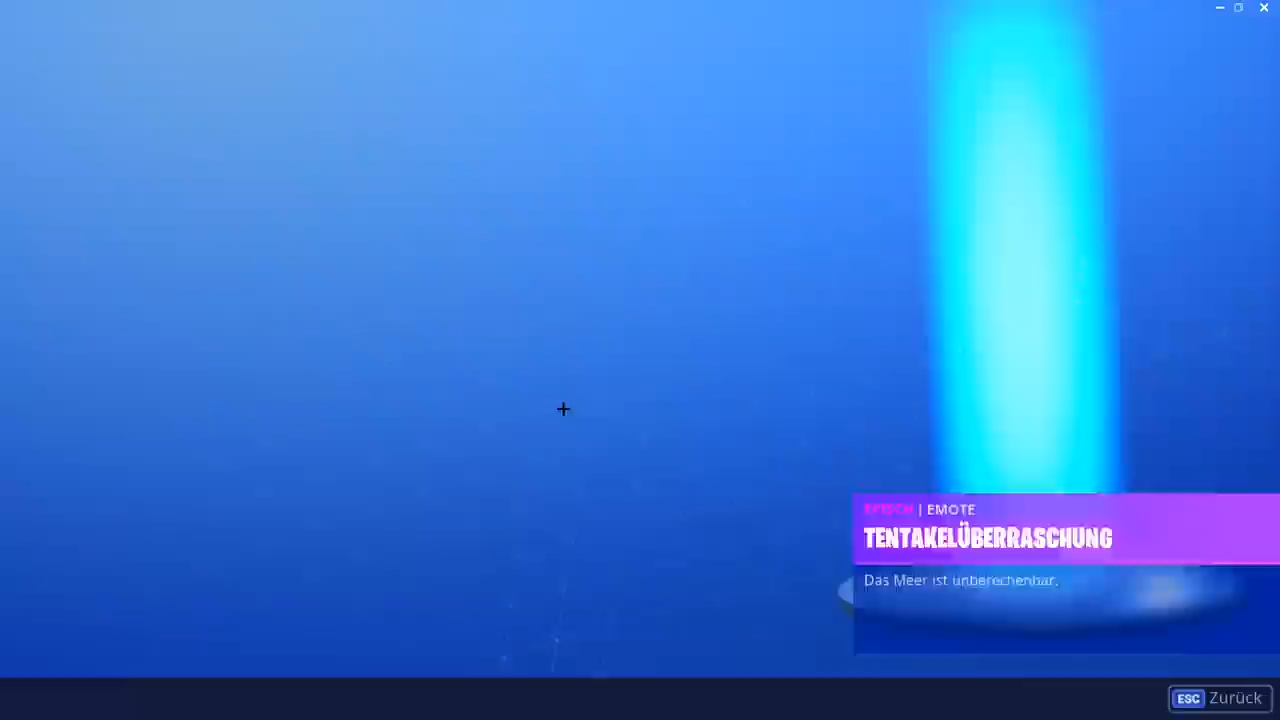 EPISCH | EMOTE
TENTAKELÜBERRASCHUNG
Das Meer ist unberechenbar.
ESC Zurück